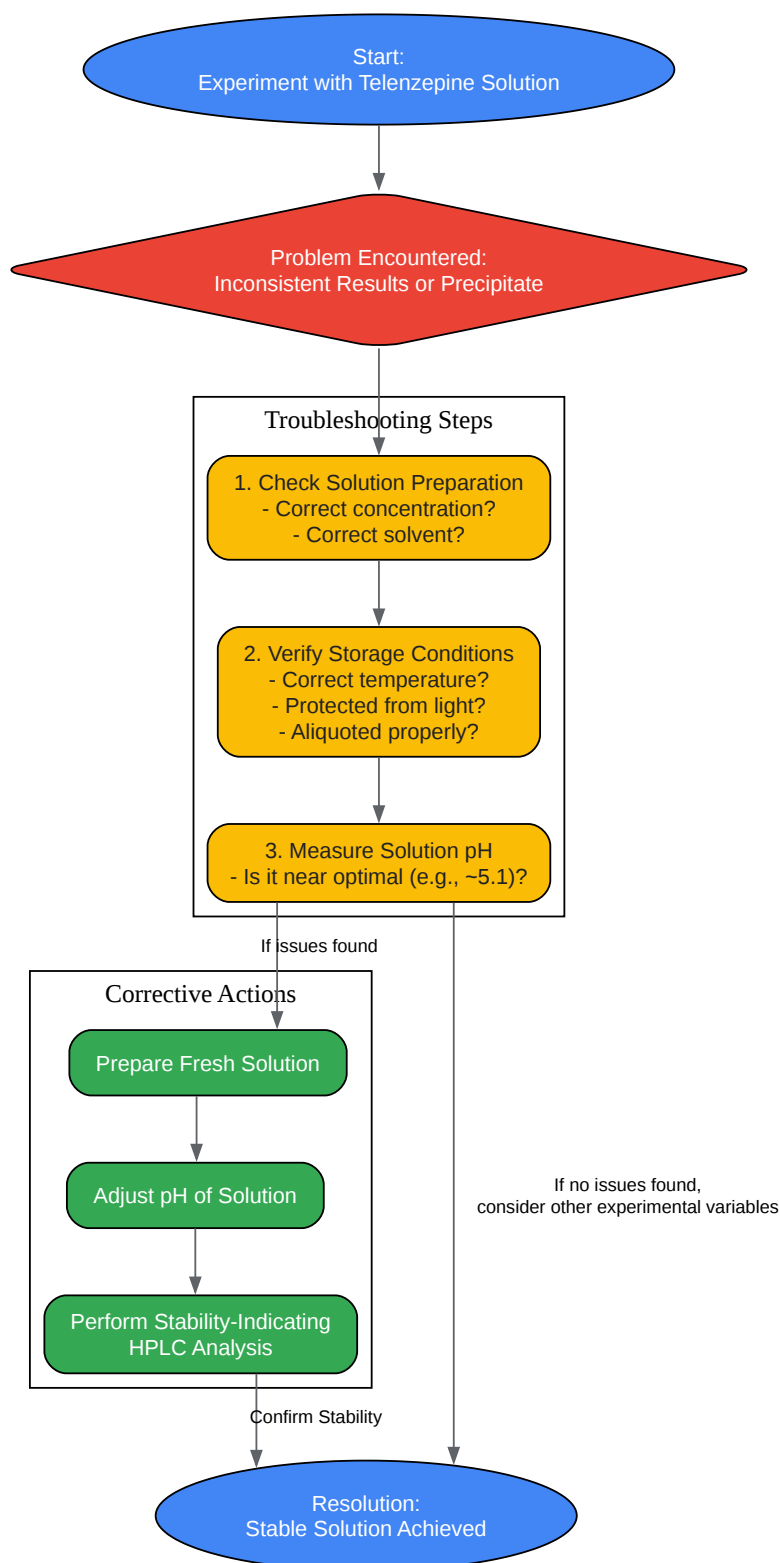 Start:
Experiment with Telenzepine Solution
Problem Encountered:
Inconsistent Results or Precipitate
Troubleshooting Steps
1. Check Solution Preparation
- Correct concentration?
- Correct solvent?
2. Verify Storage Conditions
- Correct temperature?
- Protected from light?
- Aliquoted properly?
3. Measure Solution pH
- Is it near optimal (e.g., ~5.1)?
If issues found
Corrective Actions
Prepare Fresh Solution
Adjust pH of Solution
If no issues found,
consider other experimental variables
Perform Stability-Indicating
HPLC Analysis
Confirm Stability
Resolution:
Stable Solution Achieved